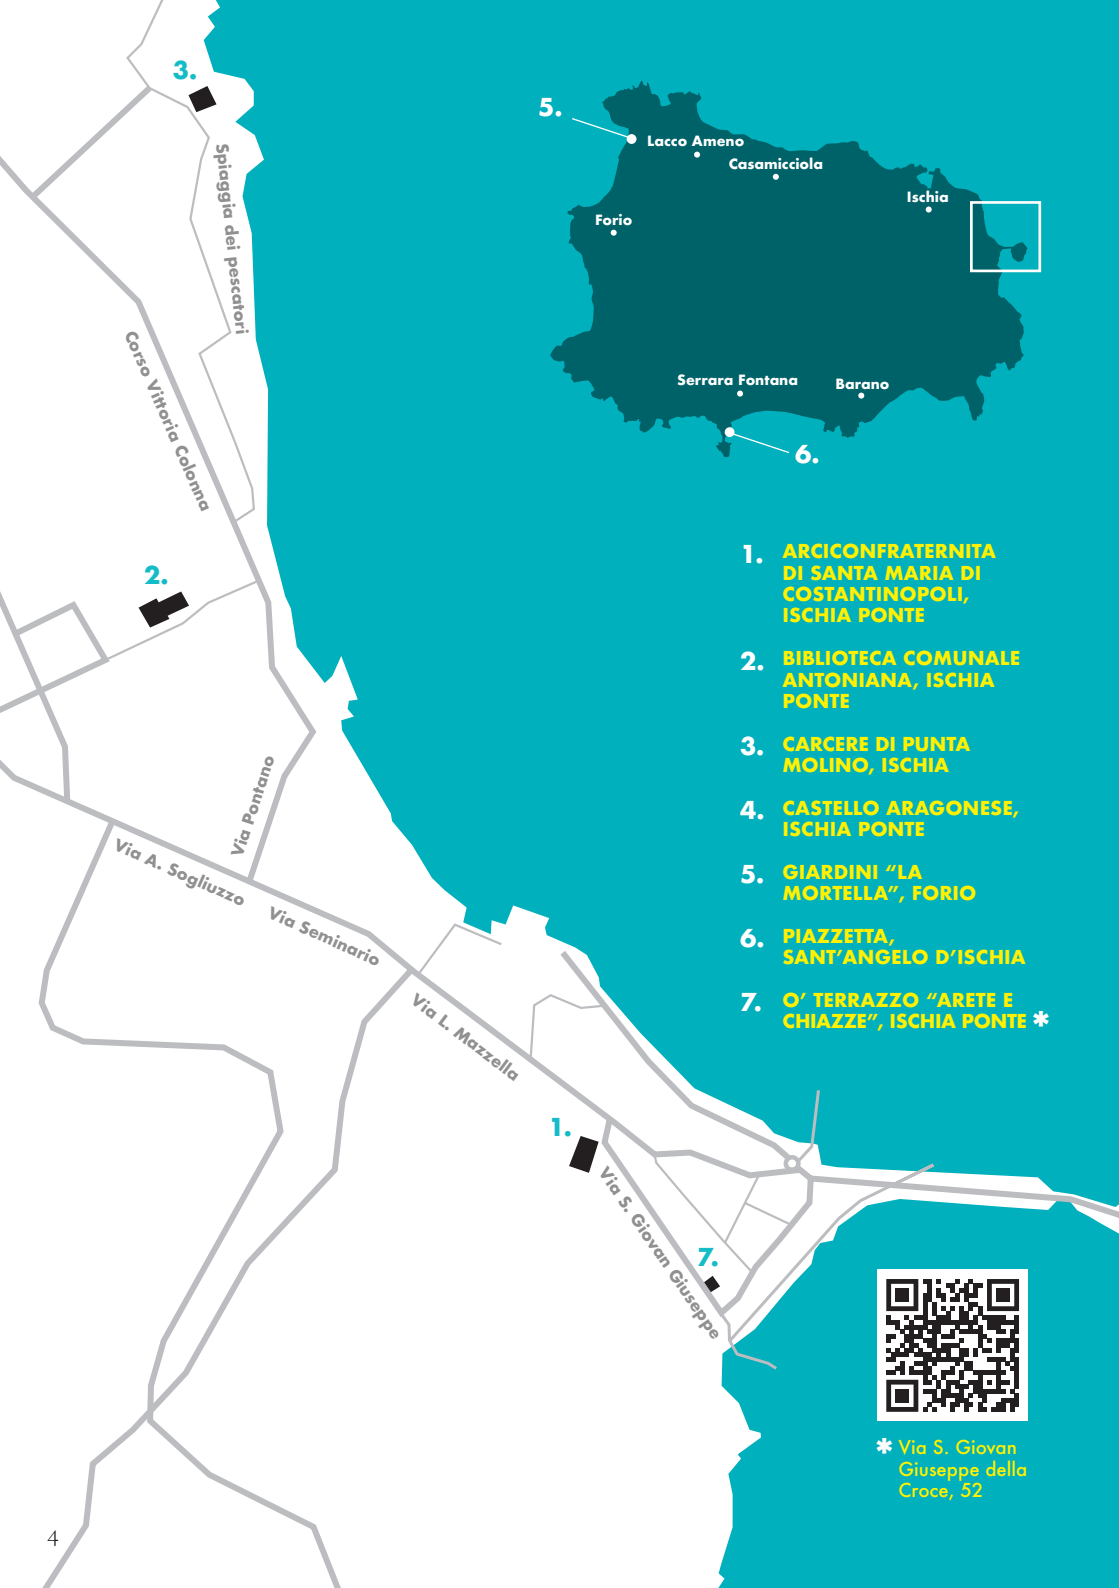 3.
Spiaggia dei pescatori
Corso Vittoria Colonna
2.
Via Pontano
Via A. Sogliuzzo
Via Seminario
Via L. Mazzella
1.
Via S. Giovan Giuseppe
7.
5.
Lacco Ameno
Casamicciola
Ischia
Forio
Serrara Fontana
Barano
6.
1. ARCICONFRATERNITA
DI SANTA MARIA DI
COSTANTINOPOLI,
ISCHIA PONTE
2. BIBLIOTECA COMUNALE
ANTONIANA, ISCHIA
PONTE
3. CARCERE DI PUNTA
MOLINO, ISCHIA
4. CASTELLO ARAGONESE,
ISCHIA PONTE
5. GIARDINI “LA
MORTELLA”, FORIO
6. PIAZZETTA,
SANT’ANGELO D’ISCHIA
7. O’ TERRAZZO “ARETE E
CHIAZZE”, ISCHIA PONTE *
* Via S. Giovan
Giuseppe della
Croce, 52
4